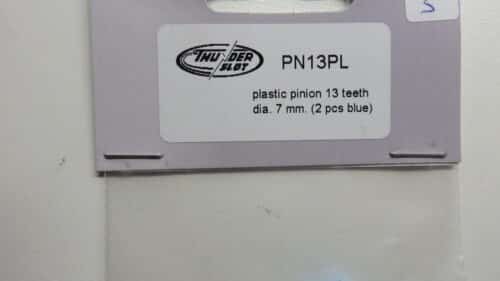 THUNDER
SLOT
PN13PL
plastic pinion 13 teeth
dia. 7 mm. (2 pcs blue)
S